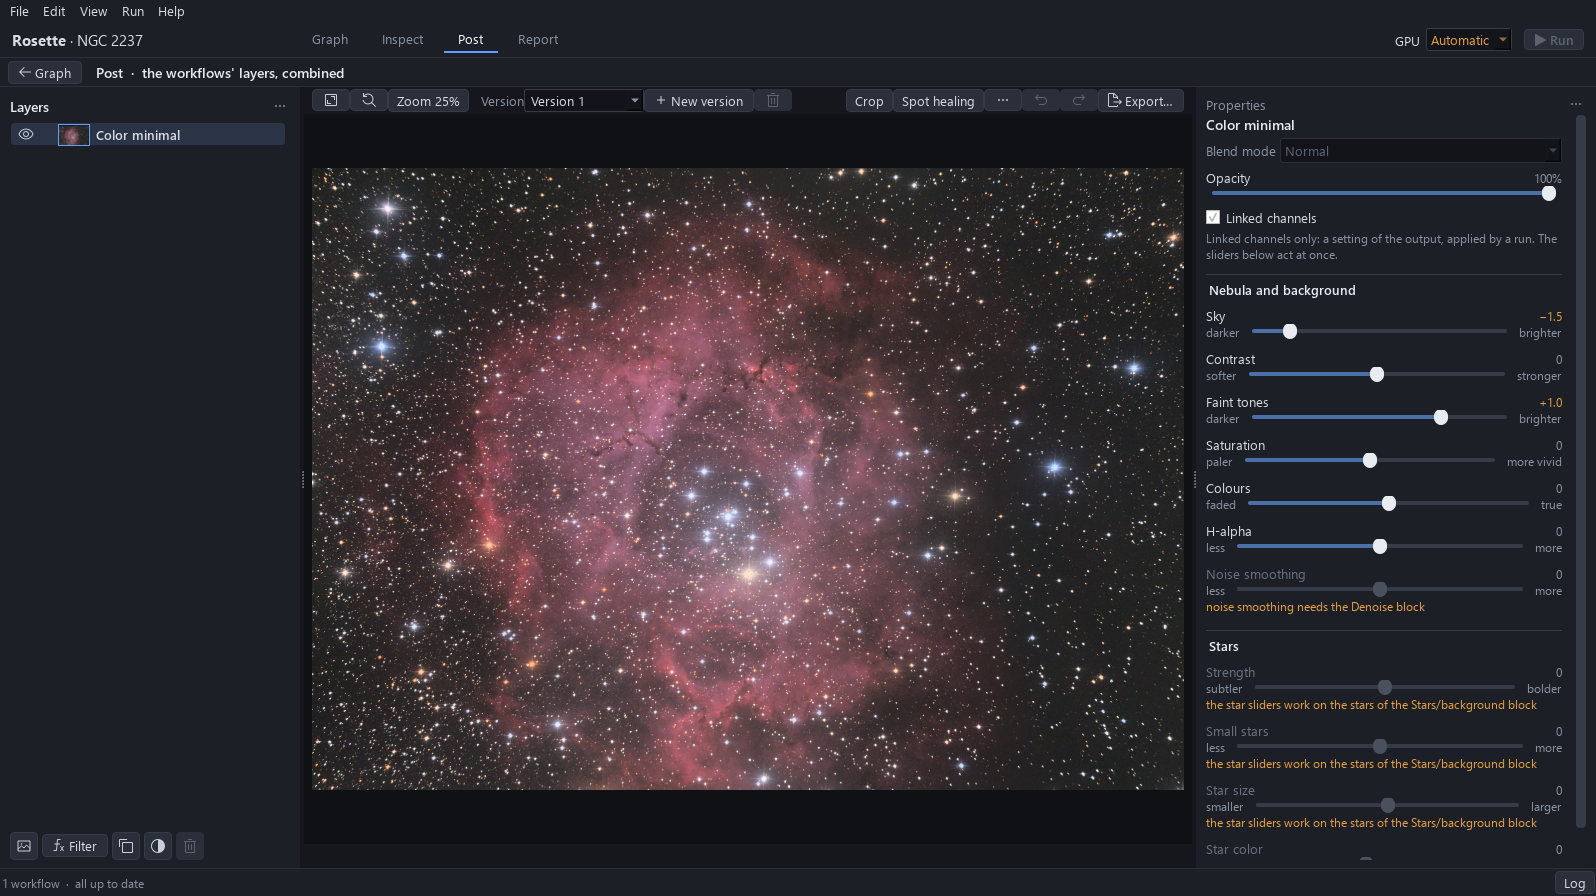 File Edit View Run Help
Rosette · NGC 2237
Graph Inspect Post Report
GPU Automatic Run
Graph Post · the workflows' layers, combined
Layers
Color minimal
Zoom 25% Version Version 1 + New version
Crop Spot healing Export...
Properties
Color minimal
Blend mode Normal
Opacity 100%
Linked channels
Linked channels only: a setting of the output, applied by a run. The
sliders below act at once.
Nebula and background
Sky −1.5
darker brighter
Contrast 0
softer stronger
Faint tones +1.0
darker brighter
Saturation 0
paler more vivid
Colours 0
faded true
H-alpha 0
less more
Noise smoothing 0
less more
noise smoothing needs the Denoise block
Stars
Strength 0
subtler bolder
the star sliders work on the stars of the Stars/background block
Small stars 0
less more
the star sliders work on the stars of the Stars/background block
Star size 0
smaller larger
the star sliders work on the stars of the Stars/background block
Star color 0
fx Filter
1 workflow · all up to date
Log